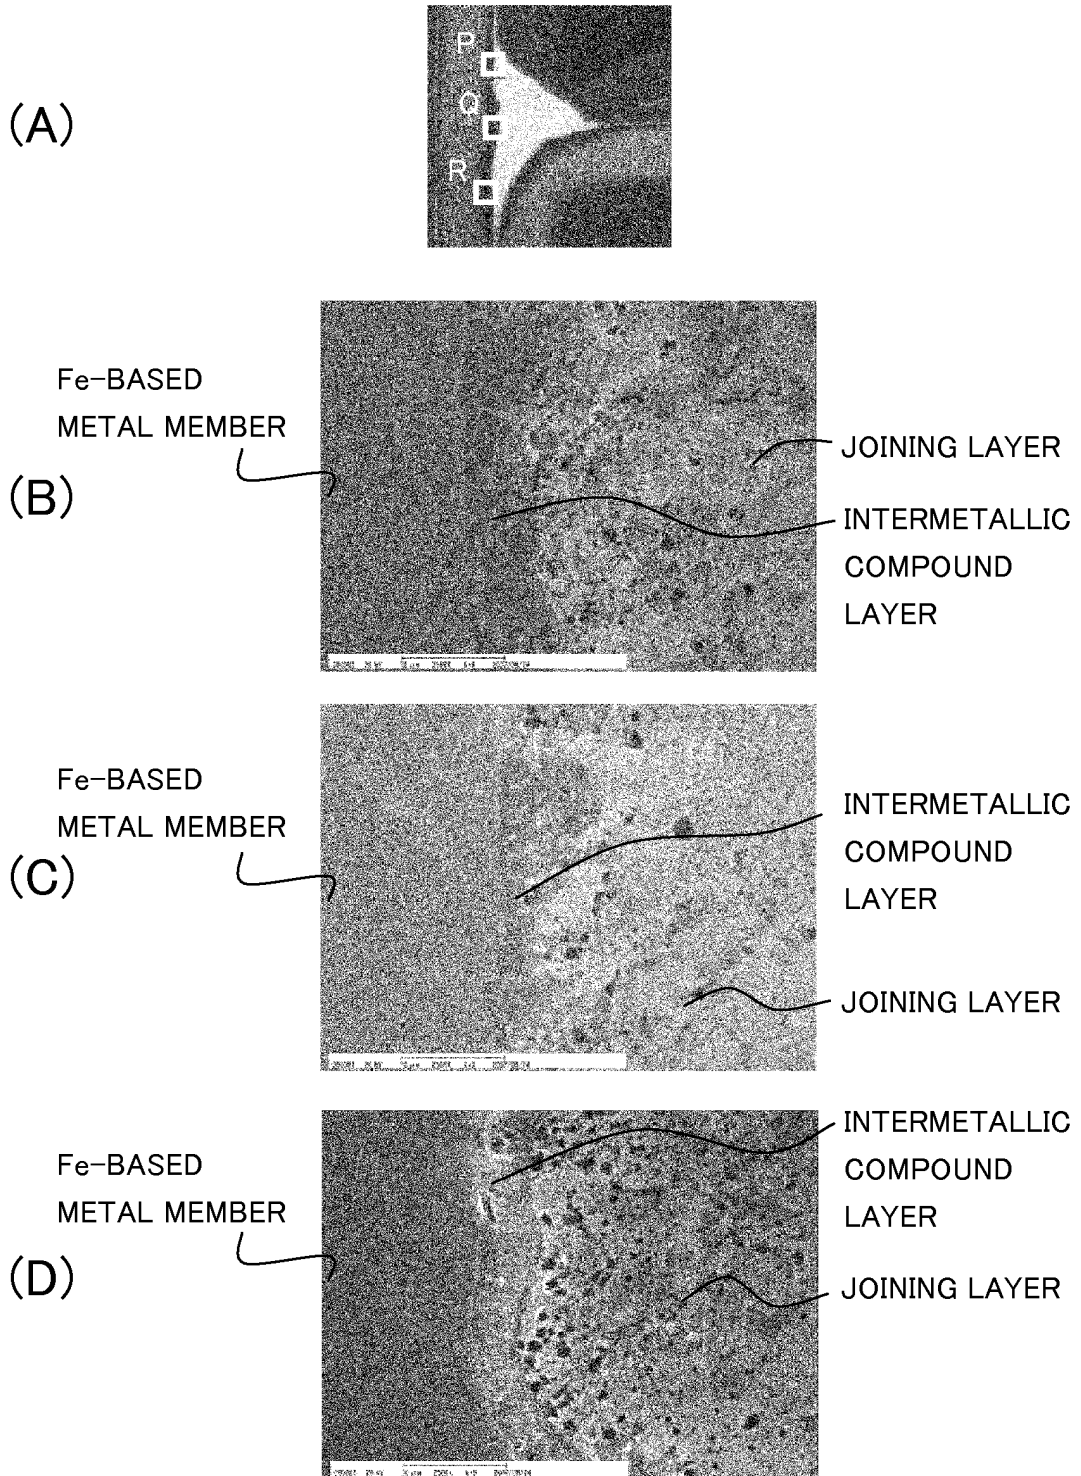 (A)
P
Q
R
(B)
Fe-BASED
METAL MEMBER
JOINING LAYER
INTERMETALLIC
COMPOUND
LAYER
(C)
Fe-BASED
METAL MEMBER
INTERMETALLIC
COMPOUND
LAYER
JOINING LAYER
(D)
Fe-BASED
METAL MEMBER
INTERMETALLIC
COMPOUND
LAYER
JOINING LAYER